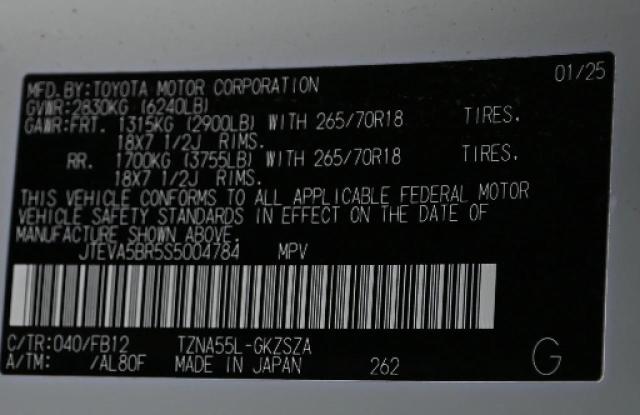 MFD.BY:TOYOTA MOTOR CORPORATION 01/25
GVWR:2830KG (6240LB)
GAWR:FRT. 1315KG (2900LB) WITH 265/70R18 TIRES.
18X7 1/2J RIMS.
RR. 1700KG (3755LB) WITH 265/70R18 TIRES.
18X7 1/2J RIMS.
THIS VEHICLE CONFORMS TO ALL APPLICABLE FEDERAL MOTOR
VEHICLE SAFETY STANDARDS IN EFFECT ON THE DATE OF
MANUFACTURE SHOWN ABOVE.
JTEVA5BR5S5004784 MPV
C/TR:040/FB12 TZNA55L-GKZSZA
A/TM: /AL80F MADE IN JAPAN 262 G